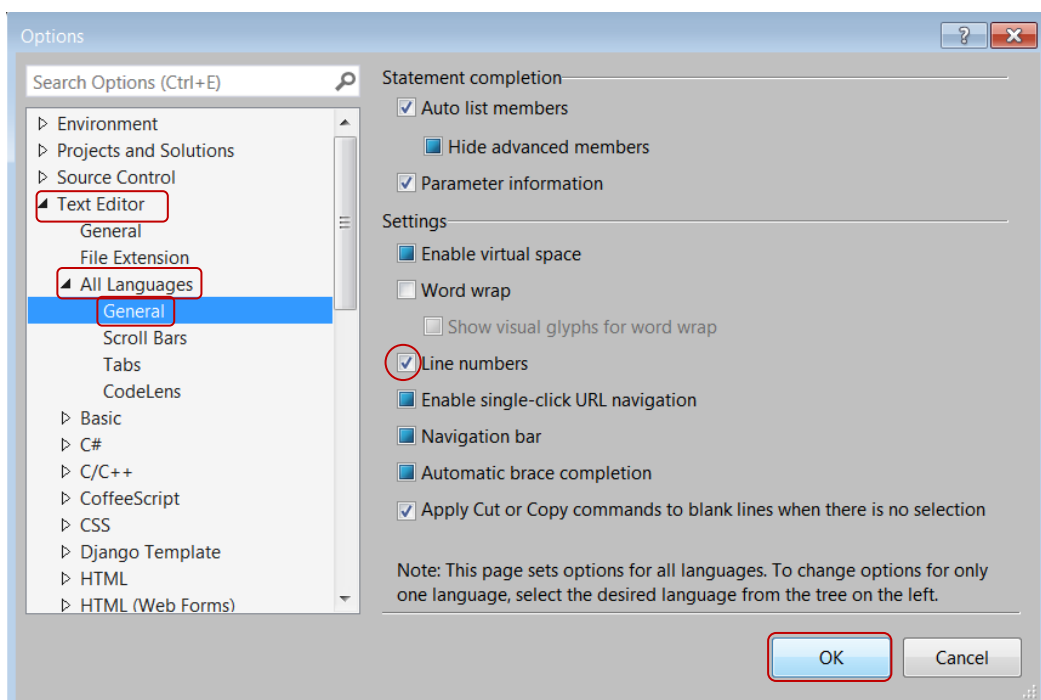 Options
Search Options (Ctrl+E)
Environment
Projects and Solutions
Source Control
Text Editor
General
File Extension
All Languages
General
Scroll Bars
Tabs
CodeLens
Basic
C#
C/C++
CoffeeScript
CSS
Django Template
HTML
HTML (Web Forms)
Statement completion
Auto list members
Hide advanced members
Parameter information
Settings
Enable virtual space
Word wrap
Show visual glyphs for word wrap
Line numbers
Enable single-click URL navigation
Navigation bar
Automatic brace completion
Apply Cut or Copy commands to blank lines when there is no selection
Note: This page sets options for all languages. To change options for only
one language, select the desired language from the tree on the left.
OK
Cancel